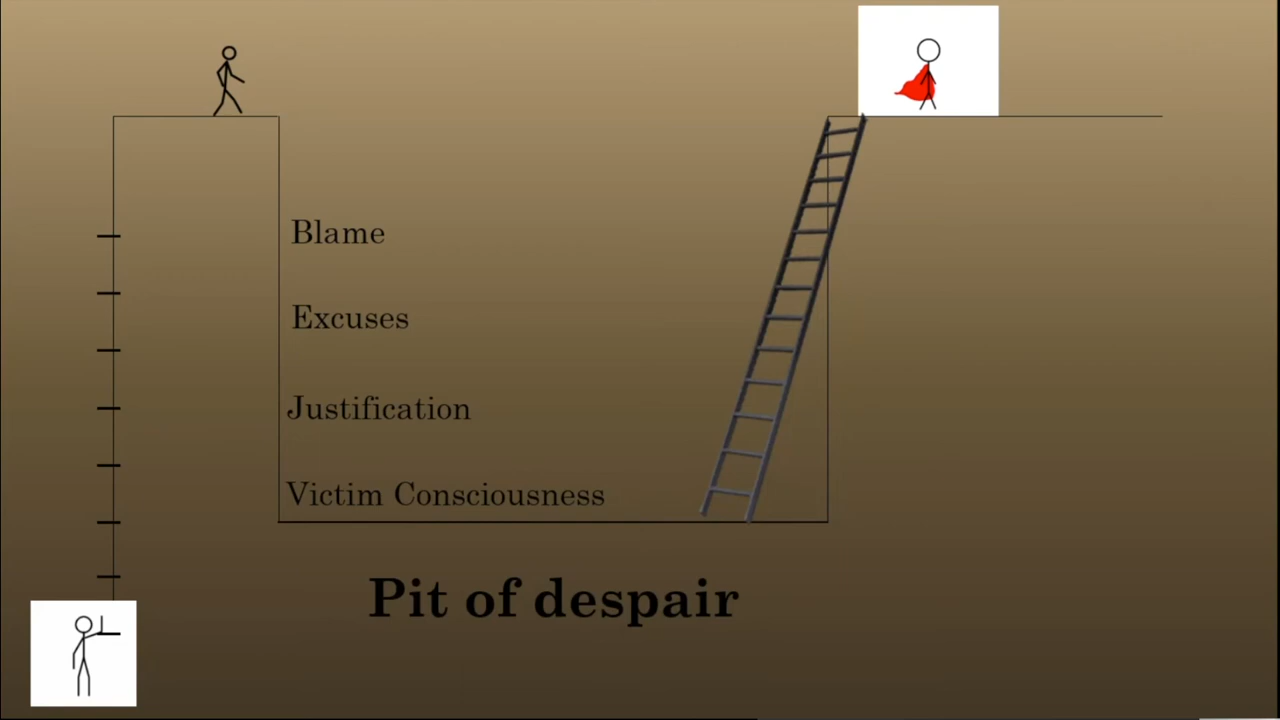 Blame
Excuses
Justification
Victim Consciousness
Pit of despair